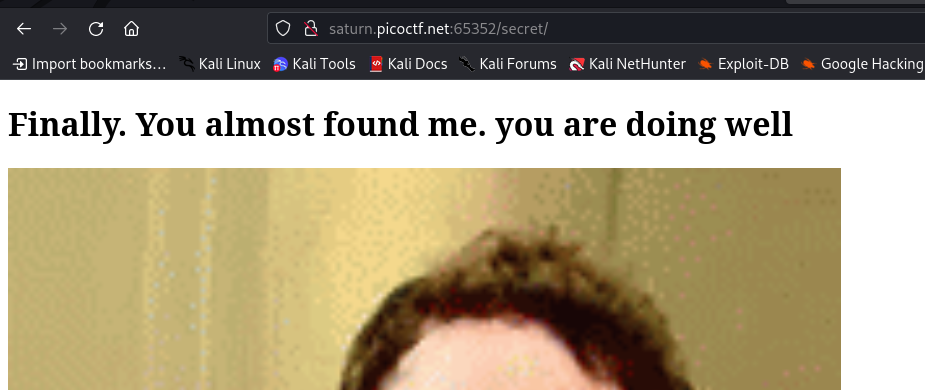 saturn.picoctf.net:65352/secret/
Import bookmarks... Kali Linux Kali Tools Kali Docs Kali Forums Kali NetHunter Exploit-DB Google Hacking
Finally. You almost found me. you are doing well